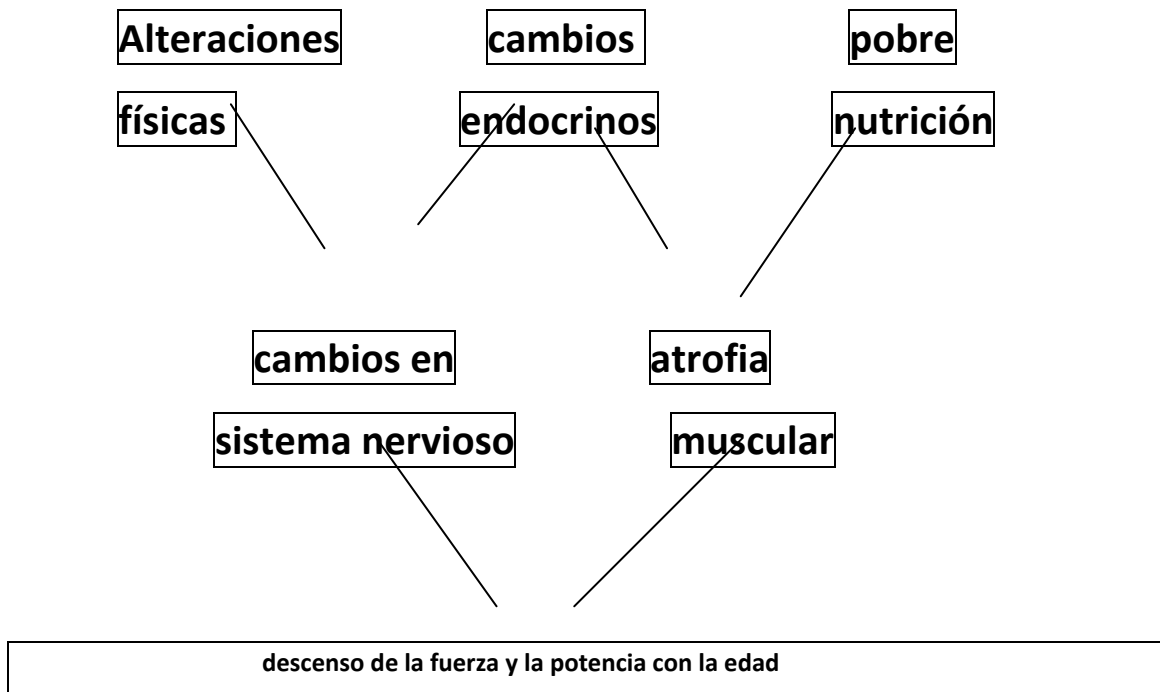 Alteraciones cambios pobre
físicas endocrinos nutrición
cambios en atrofia
sistema nervioso muscular
descenso de la fuerza y la potencia con la edad